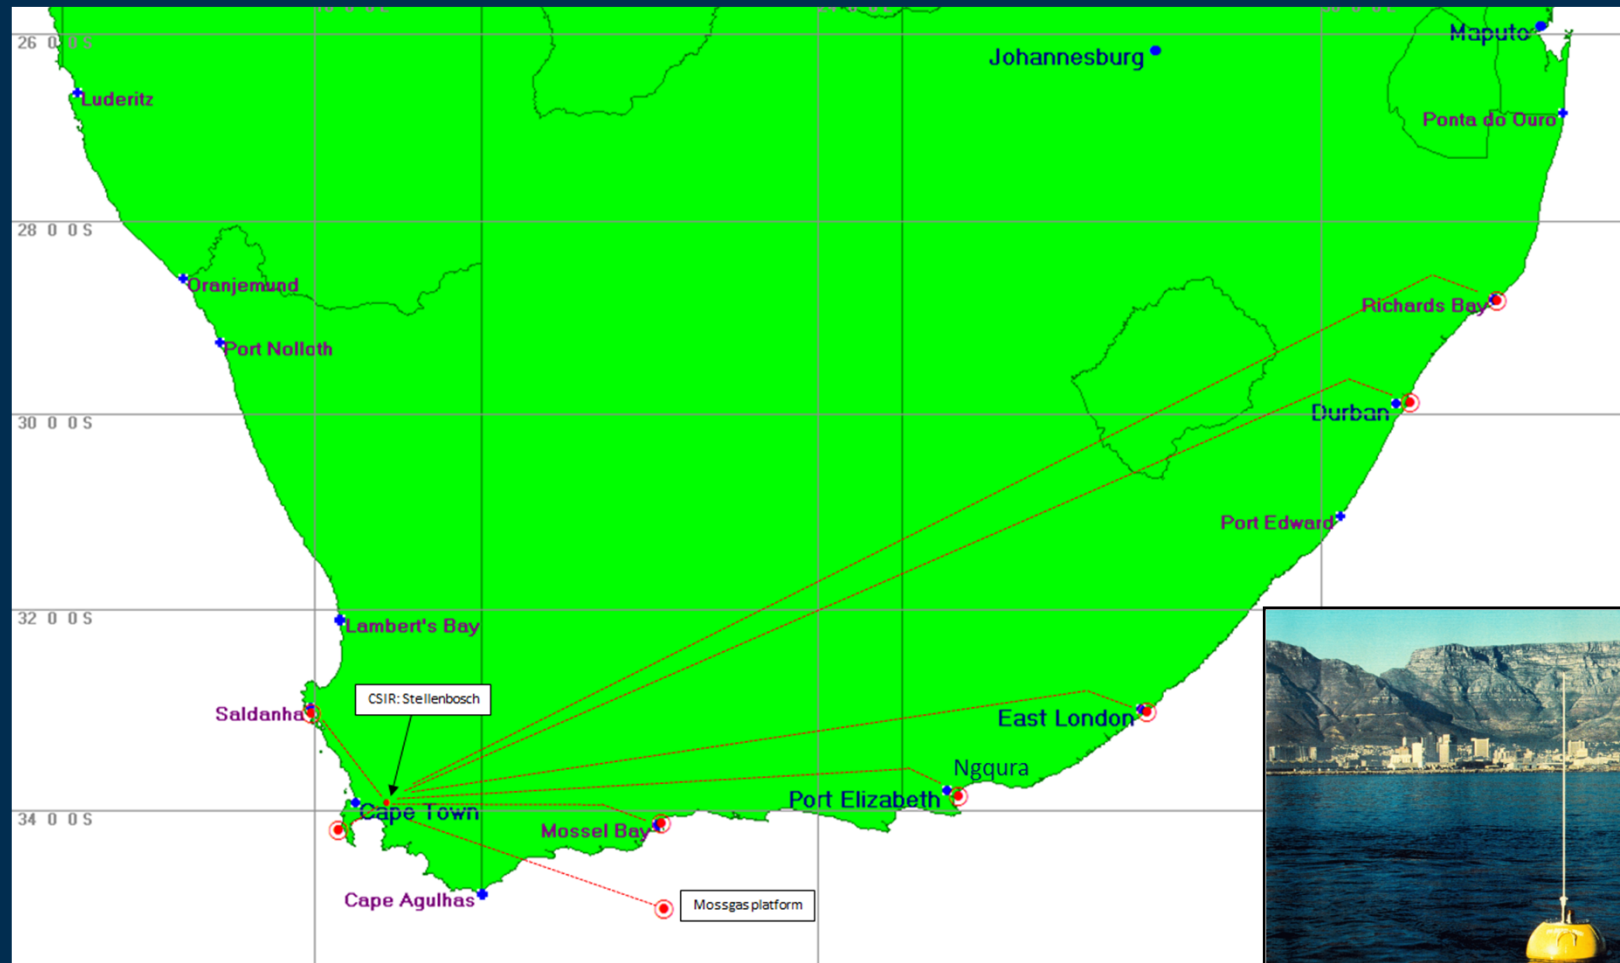 26 0 0 S
Maputo
Johannesburg
Luderitz
Ponta do Ouro
28 0 0 S
Oranjemund
Richards Bay
Port Nolloth
30 0 0 S
Durban
Port Edward
32 0 0 S
Lambert's Bay
CSIR: Stellenbosch
Saldanha
East London
Ngqura
Port Elizabeth
Cape Town
34 0 0 S
Mossel Bay
Cape Agulhas
Mossgas platform